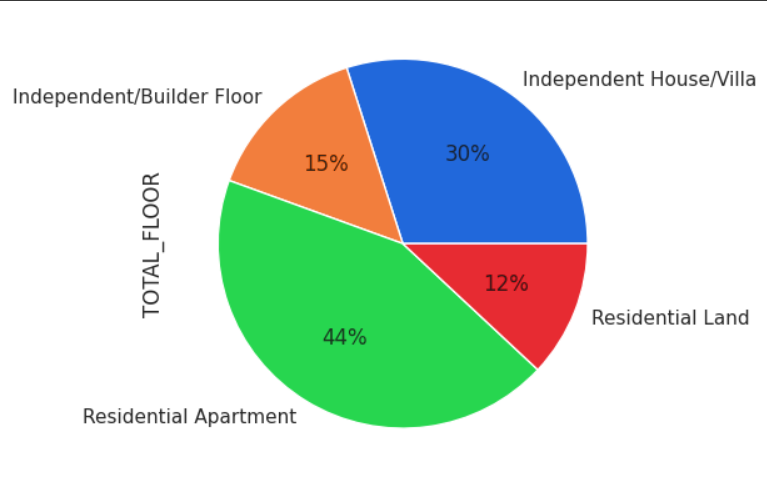 Independent House/Villa
Independent/Builder Floor
30%
15%
TOTAL_FLOOR
12%
Residential Land
44%
Residential Apartment